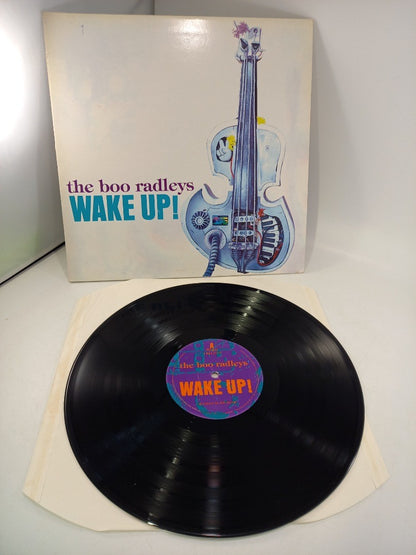 the boo radleys
WAKE UP!
A
the boo radleys
WAKE UP!